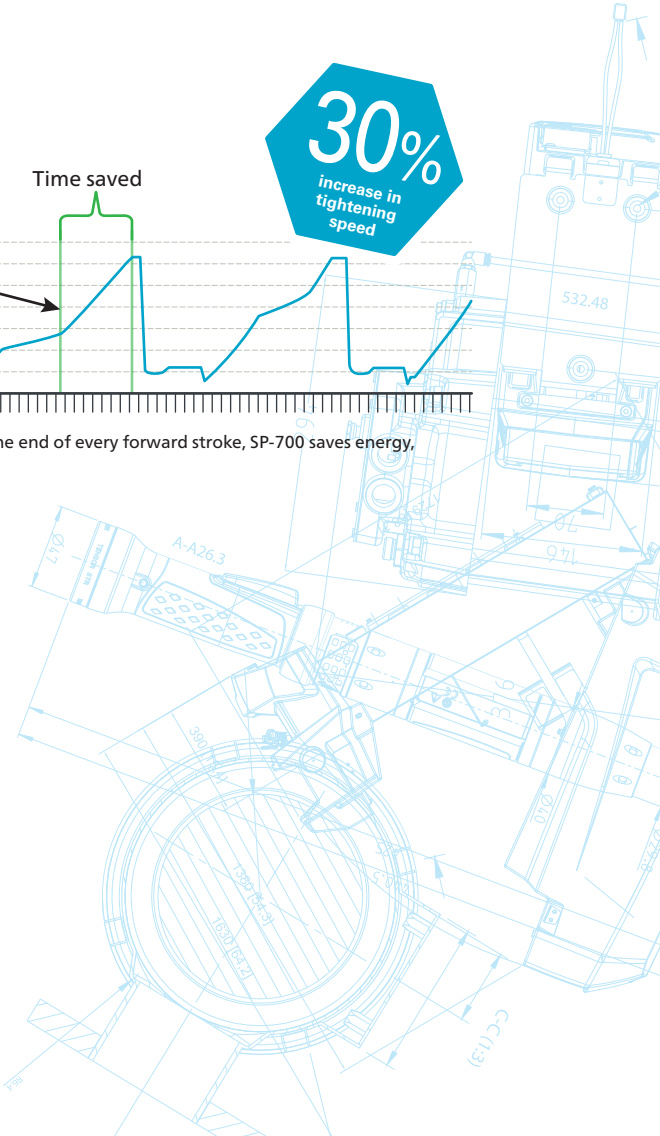 30%
increase in
tightening
speed
Time saved
532.48
he end of every forward stroke, SP-700 saves energy,
A-A26.3
Ø47
70
146
1380 [54.3]
1630 [64.2]
Ø40
C-C (1:3)